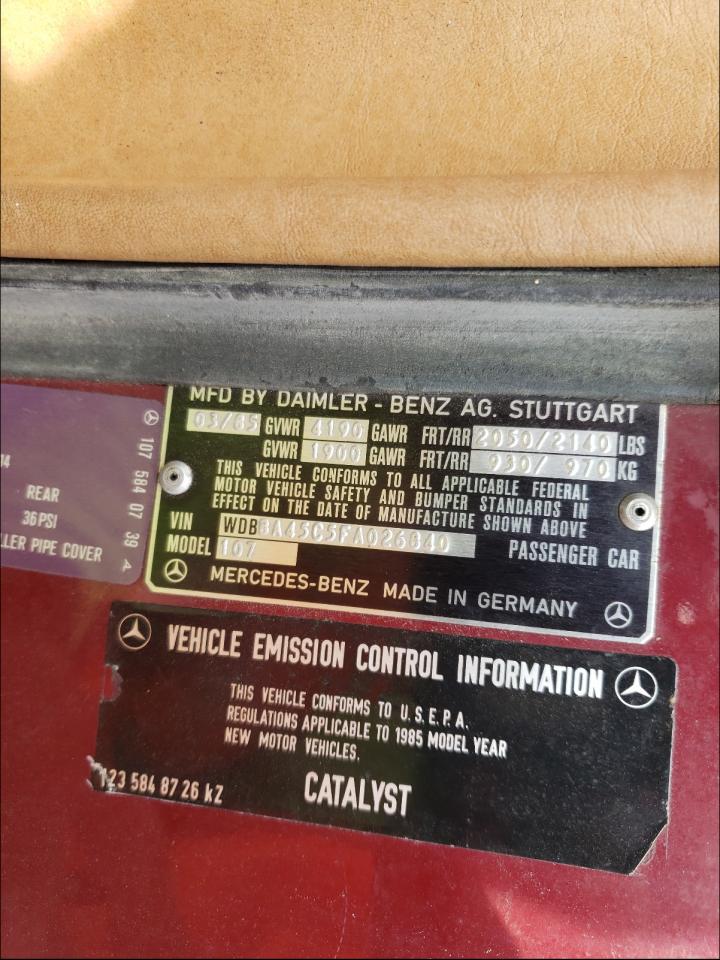 MFD BY DAIMLER - BENZ AG. STUTTGART
03/85 GVWR 4190 GAWR FRT/RR 2050/2140 LBS
GVWR 1900 GAWR FRT/RR 930/ 970 KG
THIS VEHICLE CONFORMS TO ALL APPLICABLE FEDERAL
MOTOR VEHICLE SAFETY AND BUMPER STANDARDS IN
EFFECT ON THE DATE OF MANUFACTURE SHOWN ABOVE
VIN WDBBA45C5FA026840 PASSENGER CAR
MODEL 107
MERCEDES-BENZ MADE IN GERMANY
REAR
36 PSI
PIPE COVER
107 584 07 39 A
VEHICLE EMISSION CONTROL INFORMATION
THIS VEHICLE CONFORMS TO U.S.E.P.A.
REGULATIONS APPLICABLE TO 1985 MODEL YEAR
NEW MOTOR VEHICLES.
123 584 87 26 kZ
CATALYST